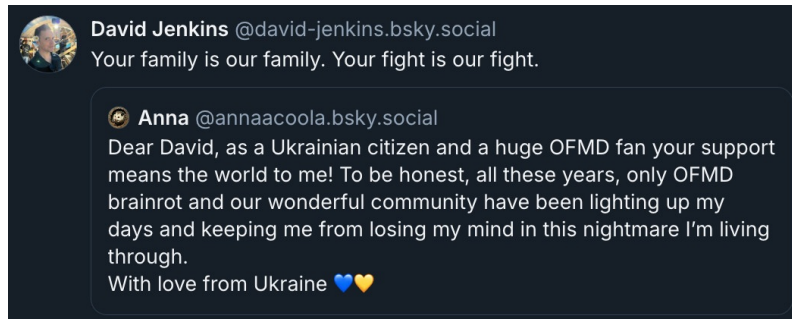 David Jenkins @david-jenkins.bsky.social
Your family is our family. Your fight is our fight.
Anna @annaacoola.bsky.social
Dear David, as a Ukrainian citizen and a huge OFMD fan your support
means the world to me! To be honest, all these years, only OFMD
brainrot and our wonderful community have been lighting up my
days and keeping me from losing my mind in this nightmare I’m living
through.
With love from Ukraine 💙💛